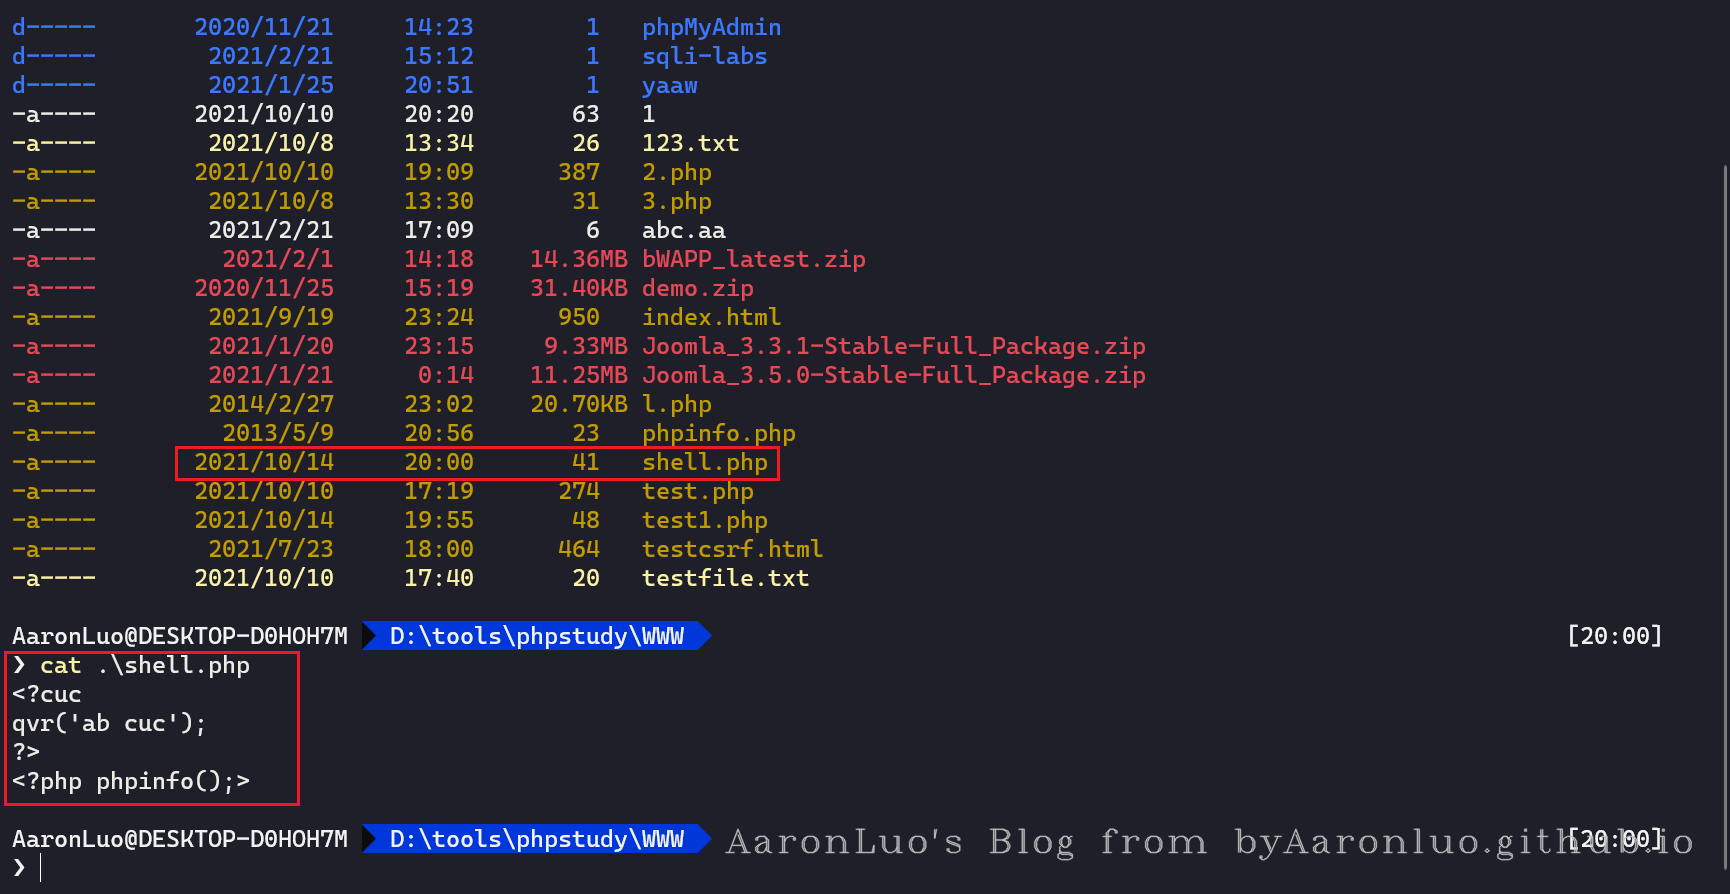 d----- 2020/11/21 14:23 1 phpMyAdmin
d----- 2021/2/21 15:12 1 sqli-labs
d----- 2021/1/25 20:51 1 yaaw
-a---- 2021/10/10 20:20 63 1
-a---- 2021/10/8 13:34 26 123.txt
-a---- 2021/10/10 19:09 387 2.php
-a---- 2021/10/8 13:30 31 3.php
-a---- 2021/2/21 17:09 6 abc.aa
-a---- 2021/2/1 14:18 14.36MB bWAPP_latest.zip
-a---- 2020/11/25 15:19 31.40KB demo.zip
-a---- 2021/9/19 23:24 950 index.html
-a---- 2021/1/20 23:15 9.33MB Joomla_3.3.1-Stable-Full_Package.zip
-a---- 2021/1/21 0:14 11.25MB Joomla_3.5.0-Stable-Full_Package.zip
-a---- 2014/2/27 23:02 20.70KB l.php
-a---- 2013/5/9 20:56 23 phpinfo.php
-a---- 2021/10/14 20:00 41 shell.php
-a---- 2021/10/10 17:19 274 test.php
-a---- 2021/10/14 19:55 48 test1.php
-a---- 2021/7/23 18:00 464 testcsrf.html
-a---- 2021/10/10 17:40 20 testfile.txt
AaronLuo@DESKTOP-D0HOH7M D:\tools\phpstudy\WWW [20:00]
❯ cat .\shell.php
<?cuc
qvr('ab cuc');
?>
<?php phpinfo();>
AaronLuo@DESKTOP-D0HOH7M D:\tools\phpstudy\WWW [20:00]
AaronLuo's Blog from byAaronluo.github.io
❯